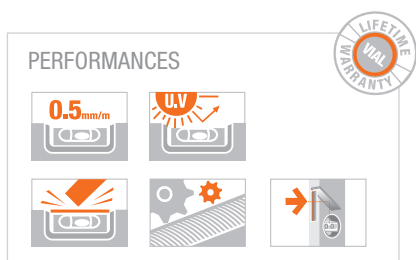 LIFETIME
VIAL
WARRANTY
PERFORMANCES
0.5mm/m
U.V